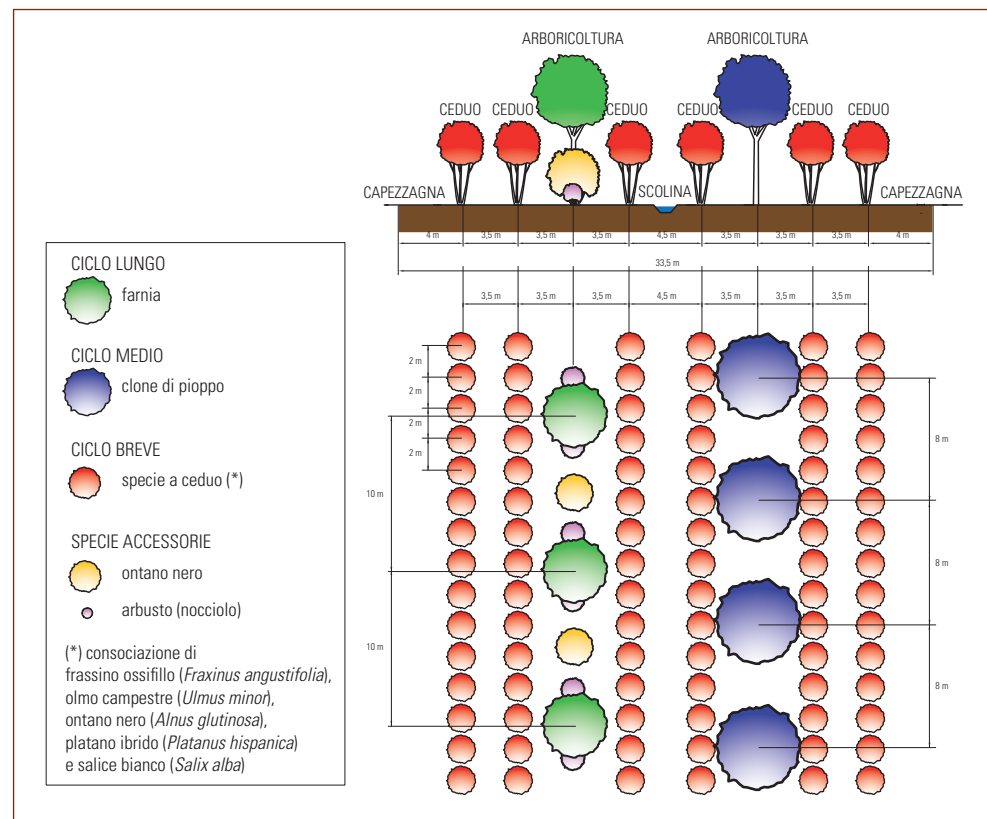 ARBORICOLTURA ARBORICOLTURA
CEDUO CEDUO CEDUO CEDUO CEDUO CEDUO
CAPEZZAGNA SCOLINA CAPEZZAGNA
4 m 3,5 m 3,5 m 3,5 m 4,5 m 3,5 m 3,5 m 3,5 m 4 m
33,5 m
3,5 m 3,5 m 3,5 m 4,5 m 3,5 m 3,5 m 3,5 m
2 m
2 m
2 m
2 m
10 m
10 m
8 m
8 m
8 m
CICLO LUNGO
farnia
CICLO MEDIO
clone di pioppo
CICLO BREVE
specie a ceduo (*)
SPECIE ACCESSORIE
ontano nero
arbusto (nocciolo)
(*) consociazione di
frassino ossifillo (Fraxinus angustifolia),
olmo campestre (Ulmus minor),
ontano nero (Alnus glutinosa),
platano ibrido (Platanus hispanica)
e salice bianco (Salix alba)